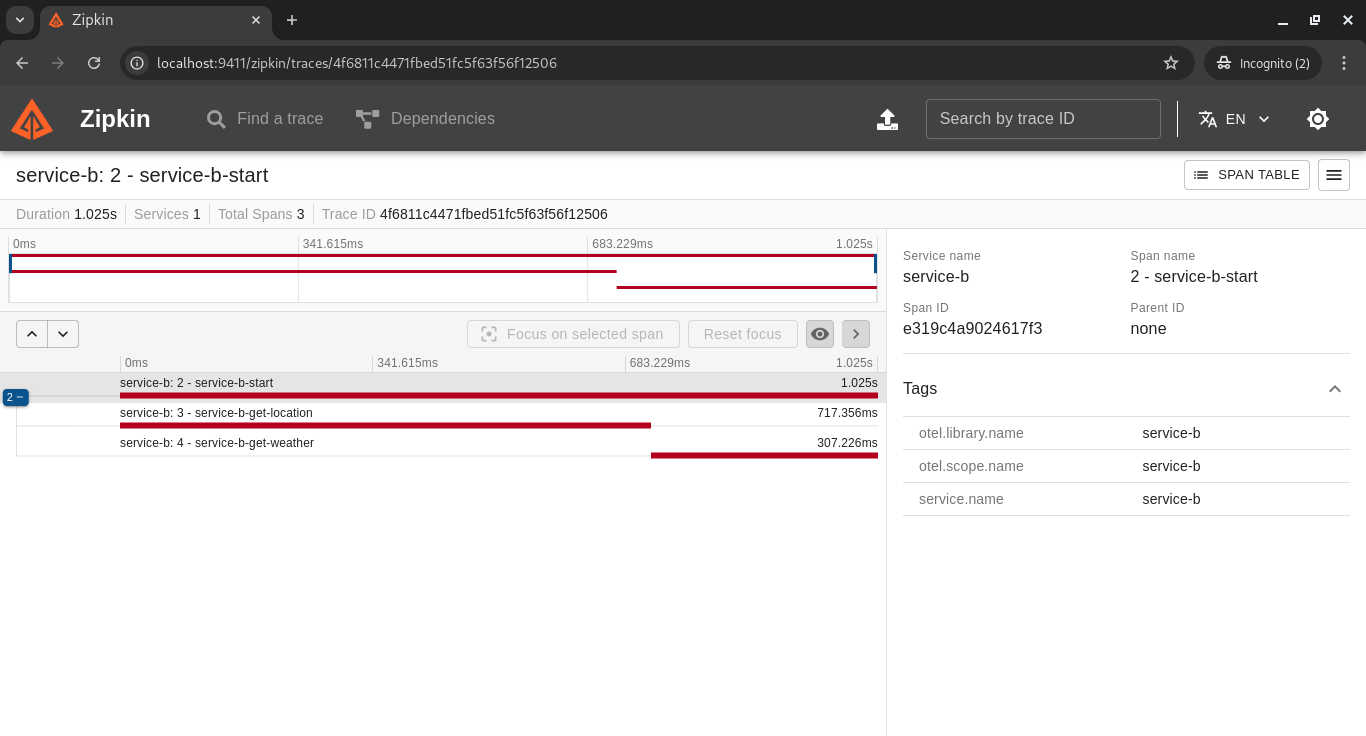 Zipkin
localhost:9411/zipkin/traces/4f6811c4471fbed51fc5f63f56f12506
Incognito (2)
Zipkin
Find a trace
Dependencies
Search by trace ID
EN
service-b: 2 - service-b-start
SPAN TABLE
Duration 1.025s
Services 1
Total Spans 3
Trace ID 4f6811c4471fbed51fc5f63f56f12506
0ms 341.615ms 683.229ms 1.025s
Focus on selected span
Reset focus
0ms 341.615ms 683.229ms 1.025s
service-b: 2 - service-b-start 1.025s
2 −
service-b: 3 - service-b-get-location 717.356ms
service-b: 4 - service-b-get-weather 307.226ms
Service name
service-b
Span name
2 - service-b-start
Span ID
e319c4a9024617f3
Parent ID
none
Tags
otel.library.name service-b
otel.scope.name service-b
service.name service-b